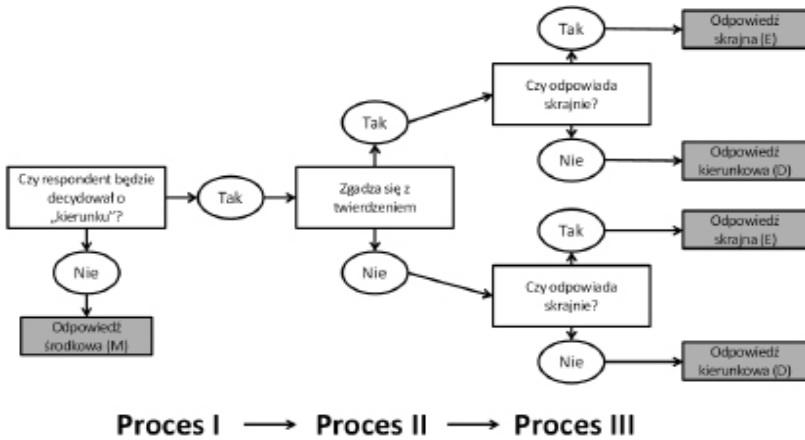 Tak
Odpowiedź
skrajna (E)
Czy odpowiada
skrajnie?
Tak
Nie
Odpowiedź
kierunkowa (D)
Czy respondent będzie
decydował o
„kierunku”?
Tak
Zgadza się z
twierdzeniem
Tak
Odpowiedź
skrajna (E)
Nie
Nie
Czy odpowiada
skrajnie?
Odpowiedź
środkowa (M)
Nie
Odpowiedź
kierunkowa (D)
Proces I Proces II Proces III